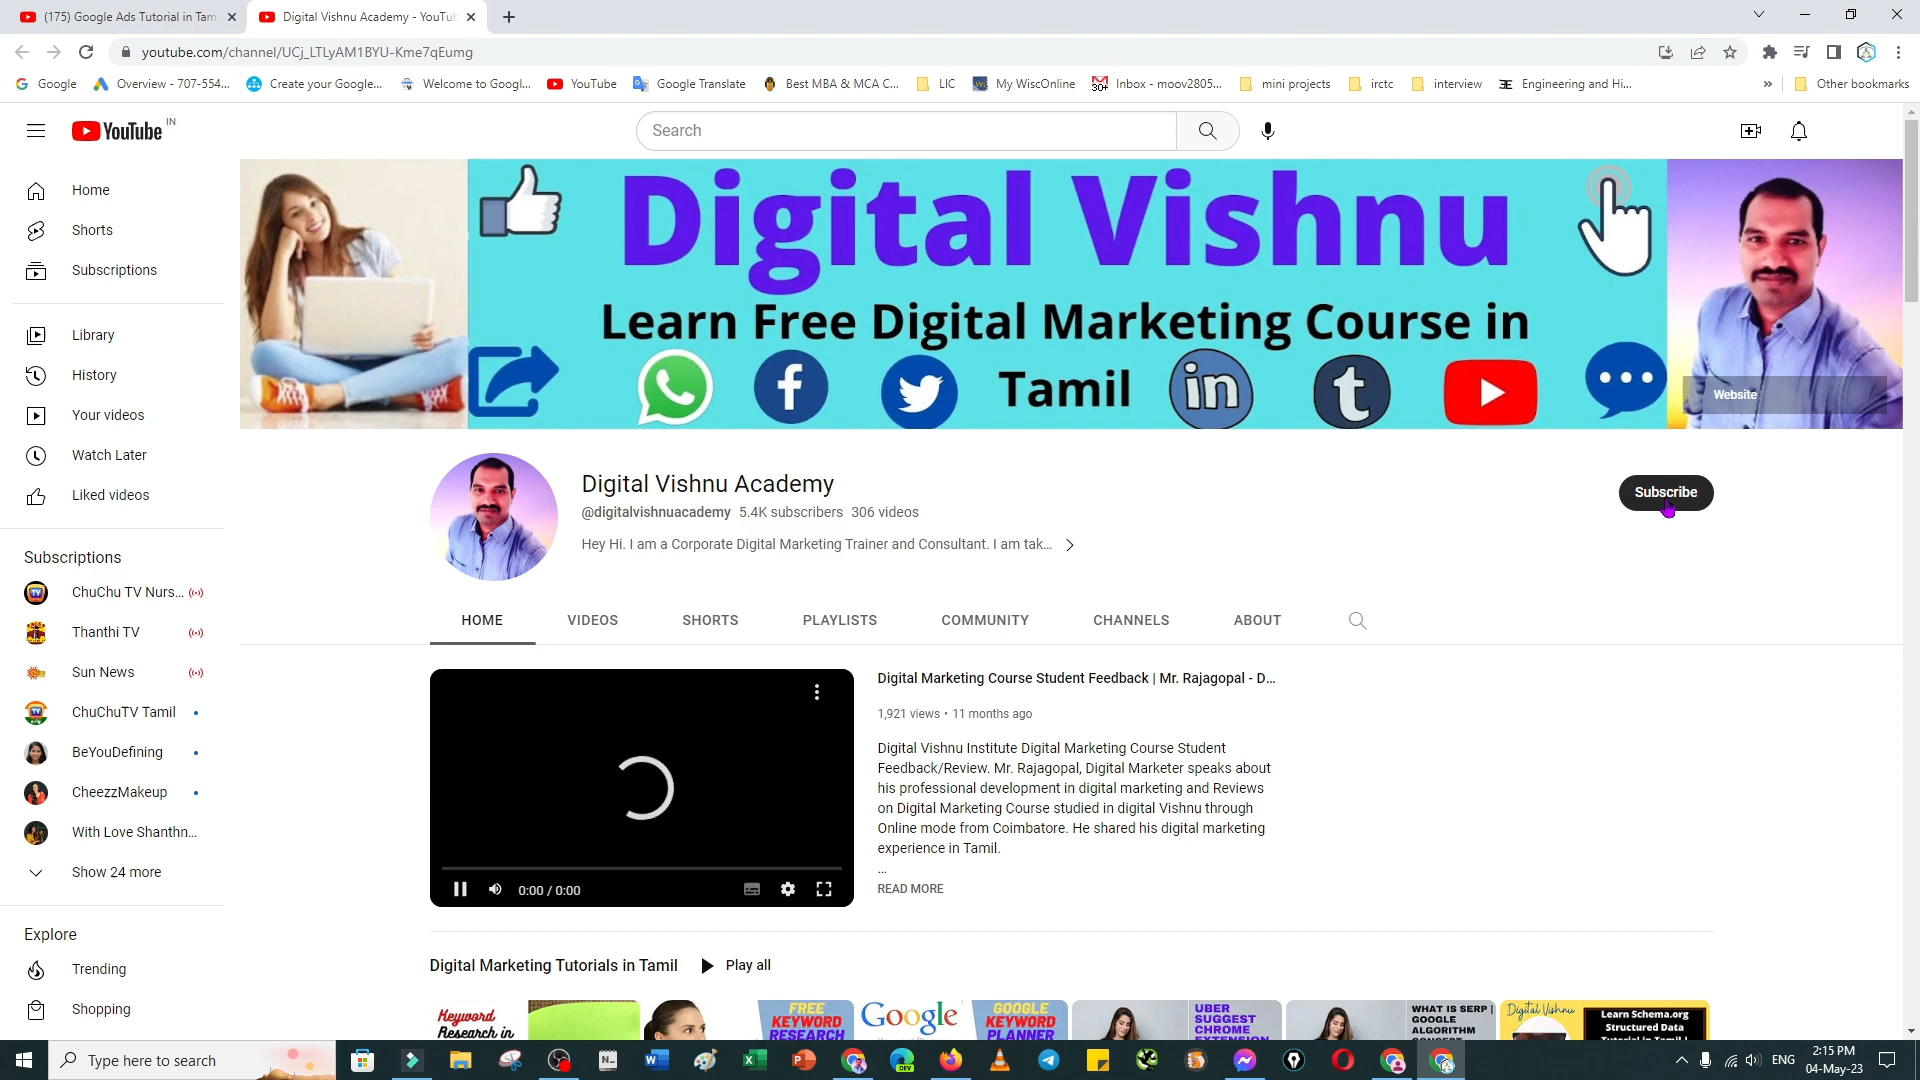 (175) Google Ads Tutorial in Tam
Digital Vishnu Academy - YouTub
youtube.com/channel/UCj_LTLyAM1BYU-Kme7qEumg
Google
Overview - 707-554...
Create your Google...
Welcome to Googl...
YouTube
Google Translate
Best MBA & MCA C...
LIC
My WiscOnline
Inbox - moov2805...
mini projects
irctc
interview
Engineering and Hi...
»
Other bookmarks
YouTube IN
Search
Home
Shorts
Subscriptions
Library
History
Your videos
Watch Later
Liked videos
Subscriptions
ChuChu TV Nurs...
Thanthi TV
Sun News
ChuChuTV Tamil
BeYouDefining
CheezzMakeup
With Love Shanthn...
Show 24 more
Explore
Trending
Shopping
Digital Vishnu
Learn Free Digital Marketing Course in
Tamil
Website
Digital Vishnu Academy
@digitalvishnuacademy 5.4K subscribers 306 videos
Hey Hi. I am a Corporate Digital Marketing Trainer and Consultant. I am tak...
Subscribe
HOME VIDEOS SHORTS PLAYLISTS COMMUNITY CHANNELS ABOUT
0:00 / 0:00
Digital Marketing Course Student Feedback | Mr. Rajagopal - D...
1,921 views • 11 months ago
Digital Vishnu Institute Digital Marketing Course Student
Feedback/Review. Mr. Rajagopal, Digital Marketer speaks about
his professional development in digital marketing and Reviews
on Digital Marketing Course studied in digital Vishnu through
Online mode from Coimbatore. He shared his digital marketing
experience in Tamil.
...
READ MORE
Digital Marketing Tutorials in Tamil
Play all
Keyword
Research in
FREE
KEYWORD
RESEARCH
Google
GOOGLE
KEYWORD
PLANNER
UBER
SUGGEST
CHROME
WHAT IS SERP |
GOOGLE
ALGORITHM
Digital Vishnu
Learn Schema.org
Structured Data
Type here to search
ENG
2:15 PM
04-May-23